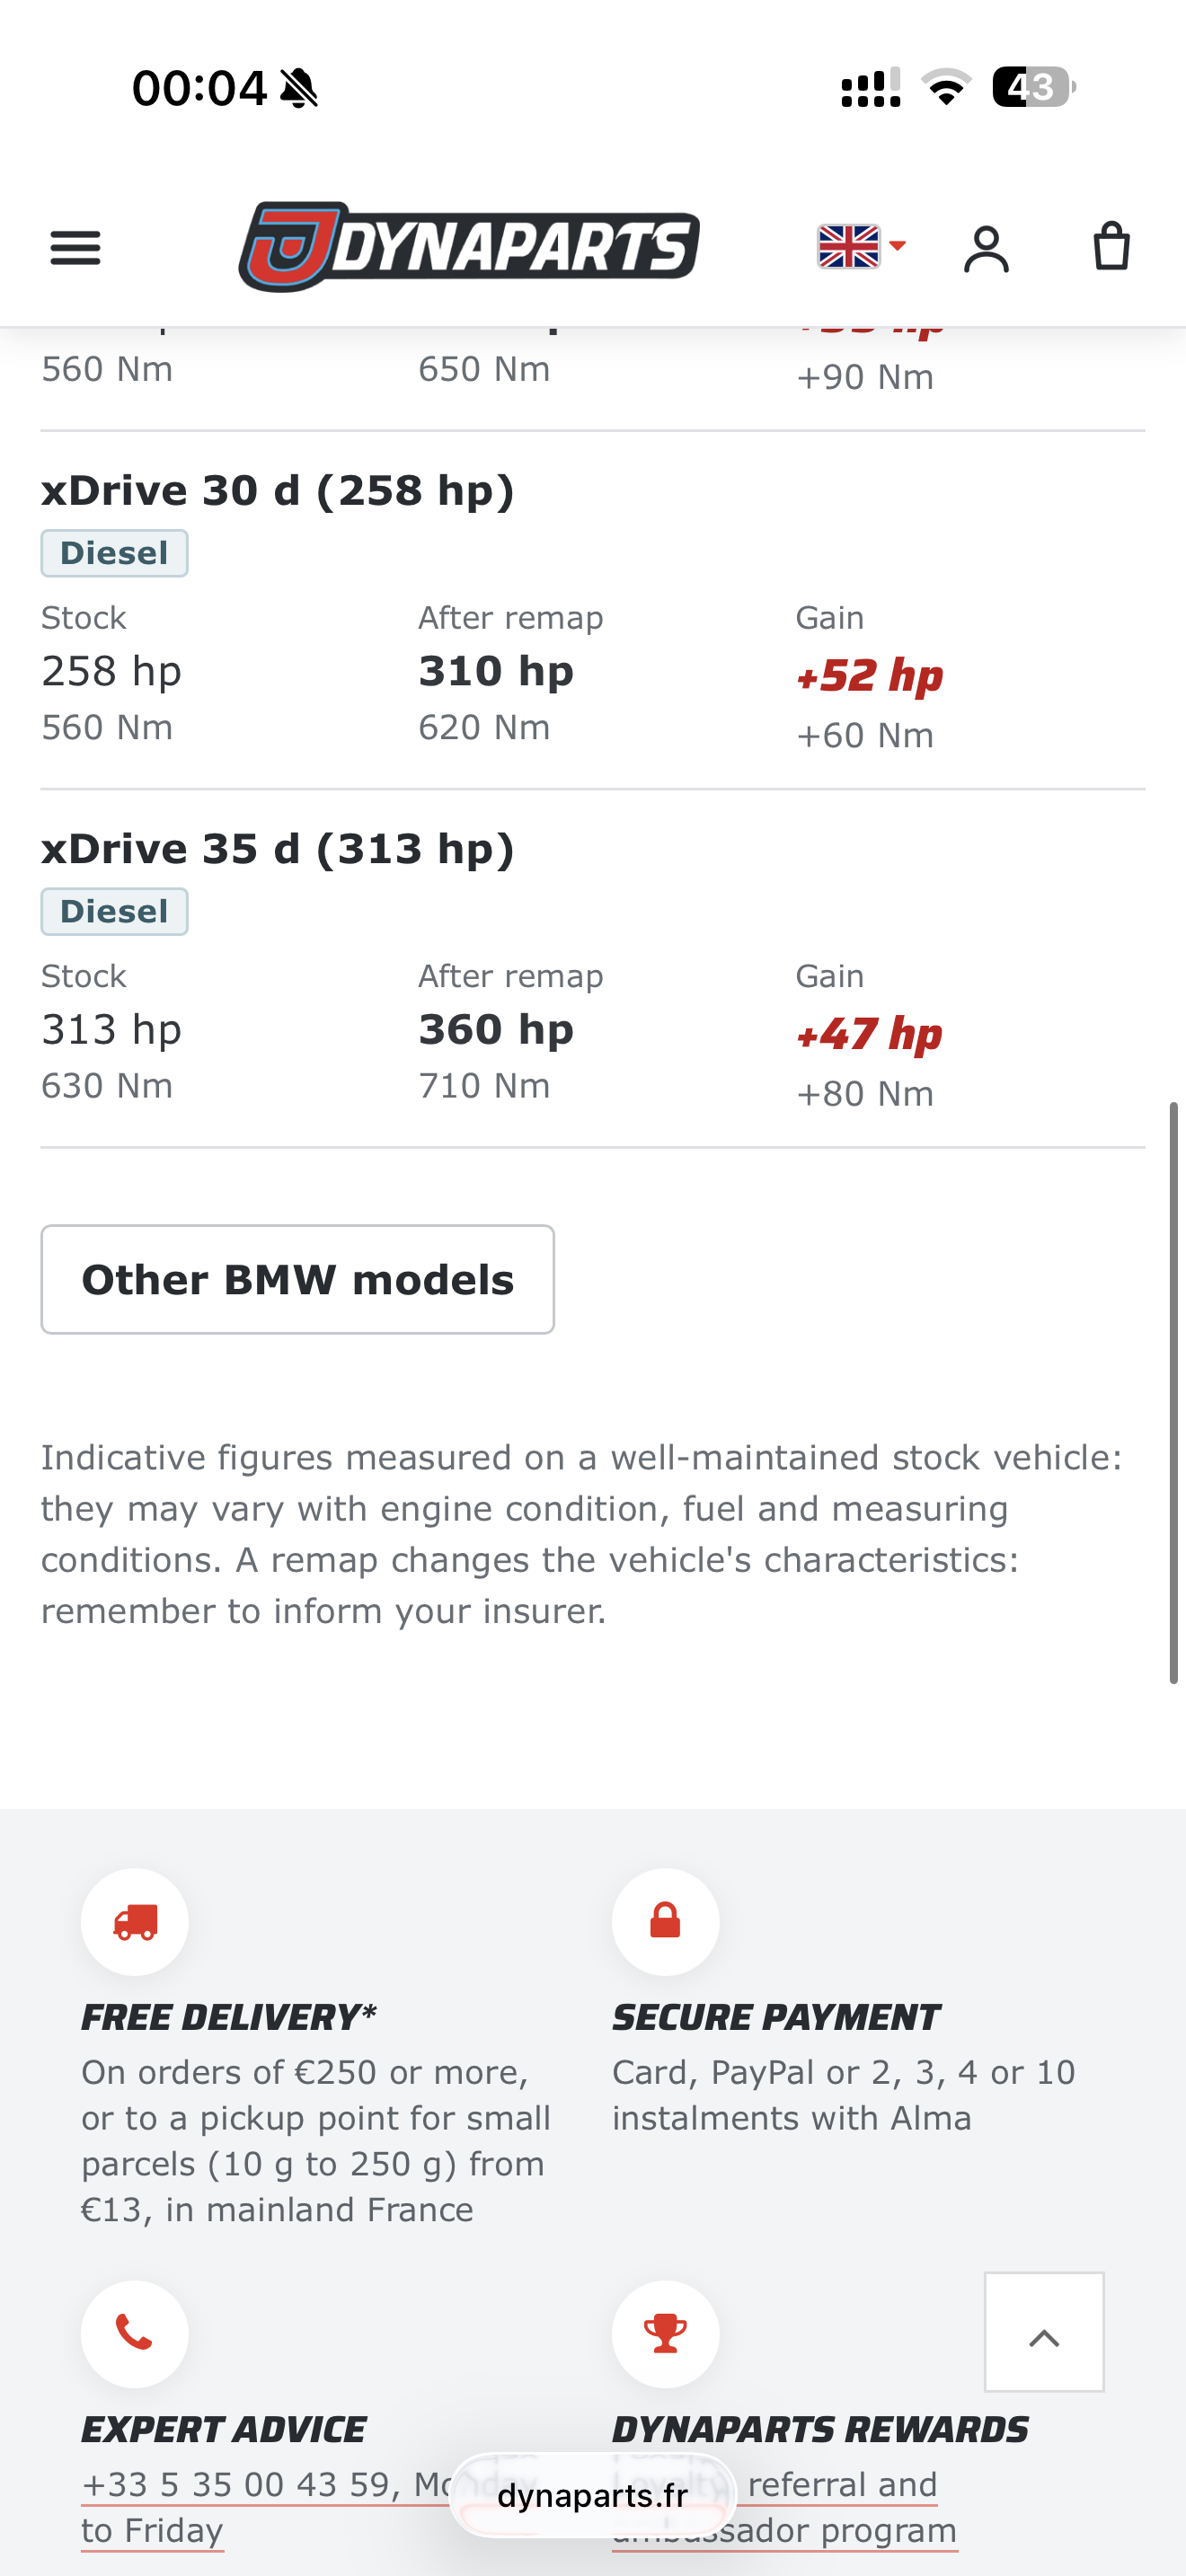 00:04
43
DYNAPARTS
560 Nm
650 Nm
+90 Nm
xDrive 30 d (258 hp)
Diesel
Stock
After remap
Gain
258 hp
310 hp
+52 hp
560 Nm
620 Nm
+60 Nm
xDrive 35 d (313 hp)
Diesel
Stock
After remap
Gain
313 hp
360 hp
+47 hp
630 Nm
710 Nm
+80 Nm
Other BMW models
Indicative figures measured on a well-maintained stock vehicle:
they may vary with engine condition, fuel and measuring
conditions. A remap changes the vehicle's characteristics:
remember to inform your insurer.
FREE DELIVERY*
On orders of €250 or more,
or to a pickup point for small
parcels (10 g to 250 g) from
€13, in mainland France
SECURE PAYMENT
Card, PayPal or 2, 3, 4 or 10
instalments with Alma
EXPERT ADVICE
+33 5 35 00 43 59, Monday
to Friday
DYNAPARTS REWARDS
Loyalty, referral and
ambassador program
dynaparts.fr